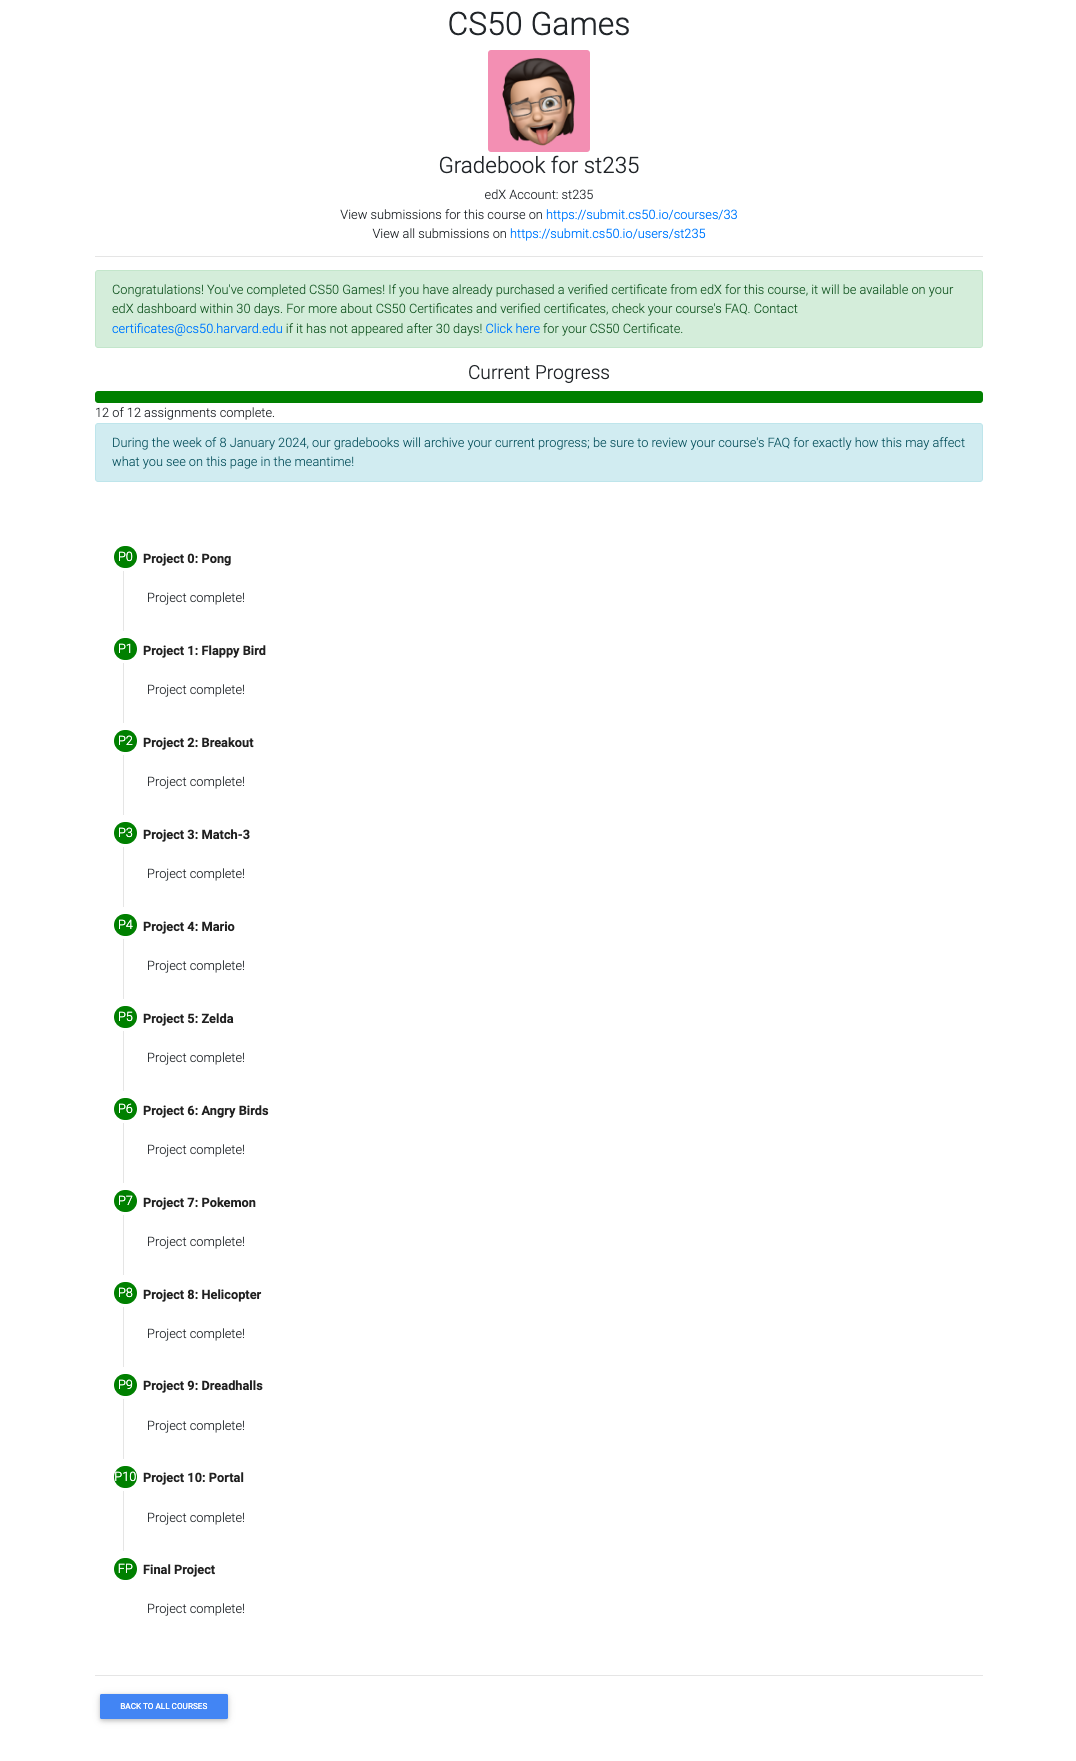 CS50 Games
Gradebook for st235
edX Account: st235
View submissions for this course on https://submit.cs50.io/courses/33
View all submissions on https://submit.cs50.io/users/st235
Congratulations! You've completed CS50 Games! If you have already purchased a verified certificate from edX for this course, it will be available on your
edX dashboard within 30 days. For more about CS50 Certificates and verified certificates, check your course's FAQ. Contact
certificates@cs50.harvard.edu if it has not appeared after 30 days! Click here for your CS50 Certificate.
Current Progress
12 of 12 assignments complete.
During the week of 8 January 2024, our gradebooks will archive your current progress; be sure to review your course's FAQ for exactly how this may affect
what you see on this page in the meantime!
P0 Project 0: Pong
Project complete!
P1 Project 1: Flappy Bird
Project complete!
P2 Project 2: Breakout
Project complete!
P3 Project 3: Match-3
Project complete!
P4 Project 4: Mario
Project complete!
P5 Project 5: Zelda
Project complete!
P6 Project 6: Angry Birds
Project complete!
P7 Project 7: Pokemon
Project complete!
P8 Project 8: Helicopter
Project complete!
P9 Project 9: Dreadhalls
Project complete!
P10 Project 10: Portal
Project complete!
FP Final Project
Project complete!
BACK TO ALL COURSES